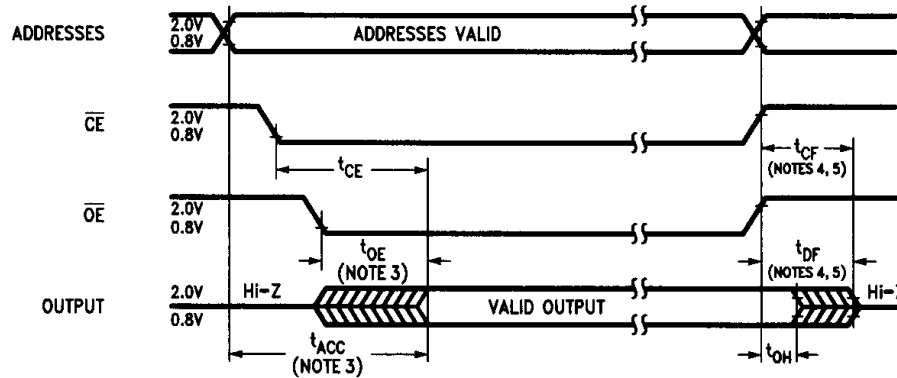 ADDRESSES
2.0V
0.8V
ADDRESSES VALID
CE
2.0V
0.8V
tCE
tCF
(NOTES 4, 5)
OE
2.0V
0.8V
tOE
(NOTE 3)
tDF
(NOTES 4, 5)
OUTPUT
2.0V
0.8V
Hi-Z
VALID OUTPUT
Hi-Z
tACC
(NOTE 3)
tOH